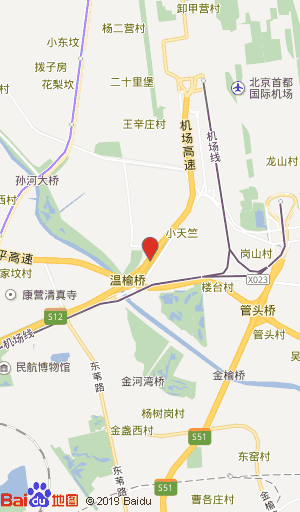 卸甲营村
杨二营村
小东坟
拨子房
花梨坎
二十里堡
北京首都
国际机场
王辛庄村
机场高速
机场线
龙山村
孙河大桥
西村
小天竺
岗山村
平高速
家坟村
温榆桥
楼台村
X023
康营清真寺
管头桥
S12
机场线
管头村
民航博物馆
东苇路
金河湾桥
金榆桥
杨树岗村
金盏西村
S51
S51
东窑村
东苇路
Bai du 地图
© 2019 Baidu
曹各庄村